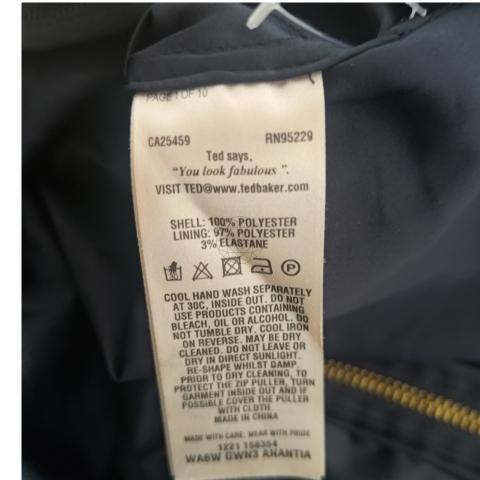 PAGE 1 OF 10
CA25459 RN95229
Ted says,
"You look fabulous ".
VISIT TED@www.tedbaker.com
SHELL: 100% POLYESTER
LINING: 97% POLYESTER
3% ELASTANE
COOL HAND WASH SEPARATELY
AT 30C, INSIDE OUT. DO NOT
USE PRODUCTS CONTAINING
BLEACH, OIL OR ALCOHOL. DO
NOT TUMBLE DRY. COOL IRON
ON REVERSE. MAY BE DRY
CLEANED. DO NOT LEAVE OR
DRY IN DIRECT SUNLIGHT.
RE-SHAPE WHILST DAMP.
PRIOR TO DRY CLEANING, TO
PROTECT THE ZIP PULLER, TURN
GARMENT INSIDE OUT AND IF
POSSIBLE COVER THE PULLER
WITH CLOTH.
MADE IN CHINA
MADE WITH CARE. WEAR WITH PRIDE
1221 158354
WA6W GWN3 ANANTIA